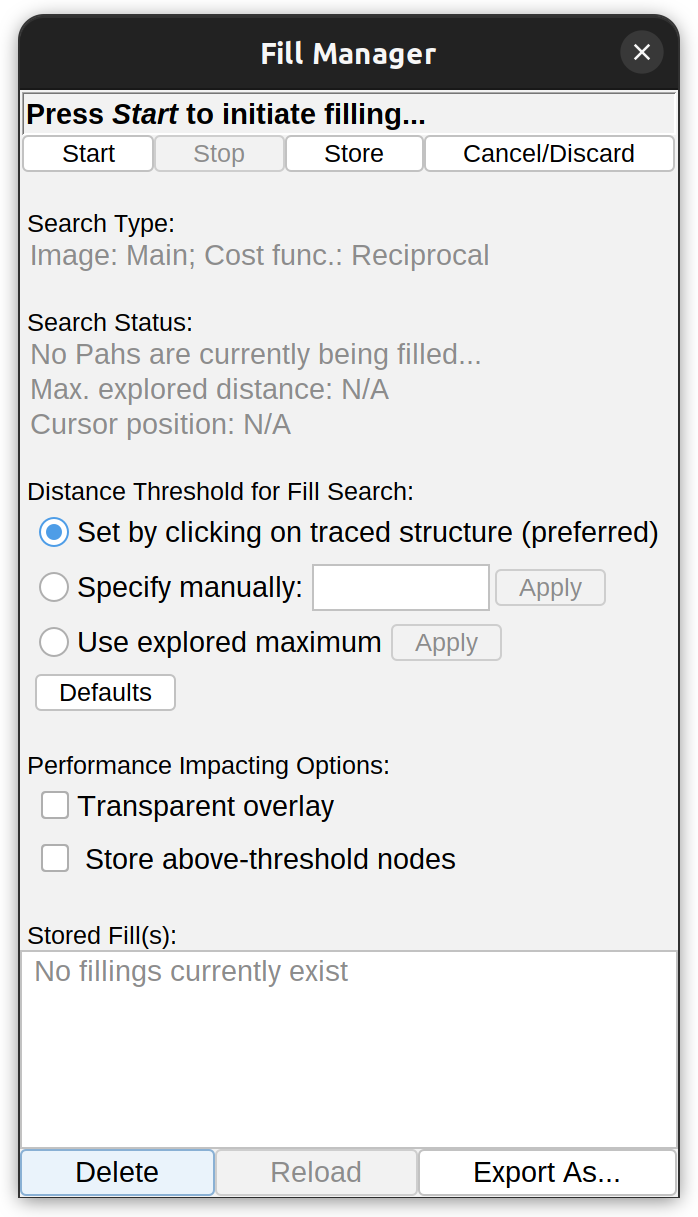 Fill Manager
Press Start to initiate filling...
Start Stop Store Cancel/Discard
Search Type:
Image: Main; Cost func.: Reciprocal
Search Status:
No Pahs are currently being filled...
Max. explored distance: N/A
Cursor position: N/A
Distance Threshold for Fill Search:
Set by clicking on traced structure (preferred)
Specify manually: Apply
Use explored maximum Apply
Defaults
Performance Impacting Options:
Transparent overlay
Store above-threshold nodes
Stored Fill(s):
No fillings currently exist
Delete Reload Export As...